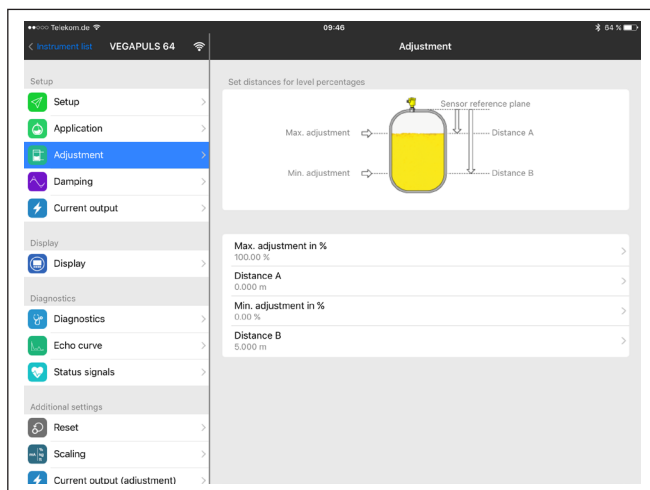 ●●○○○ Telekom.de 09:46 64 %
< Instrument list VEGAPULS 64 Adjustment
Setup
Setup
Application
Adjustment
Damping
Current output
Display
Display
Diagnostics
Diagnostics
Echo curve
Status signals
Additional settings
Reset
Scaling
Current output (adjustment)
Set distances for level percentages
Sensor reference plane
Max. adjustment
Distance A
Min. adjustment
Distance B
Max. adjustment in %
100.00 %
Distance A
0.000 m
Min. adjustment in %
0.00 %
Distance B
5.000 m